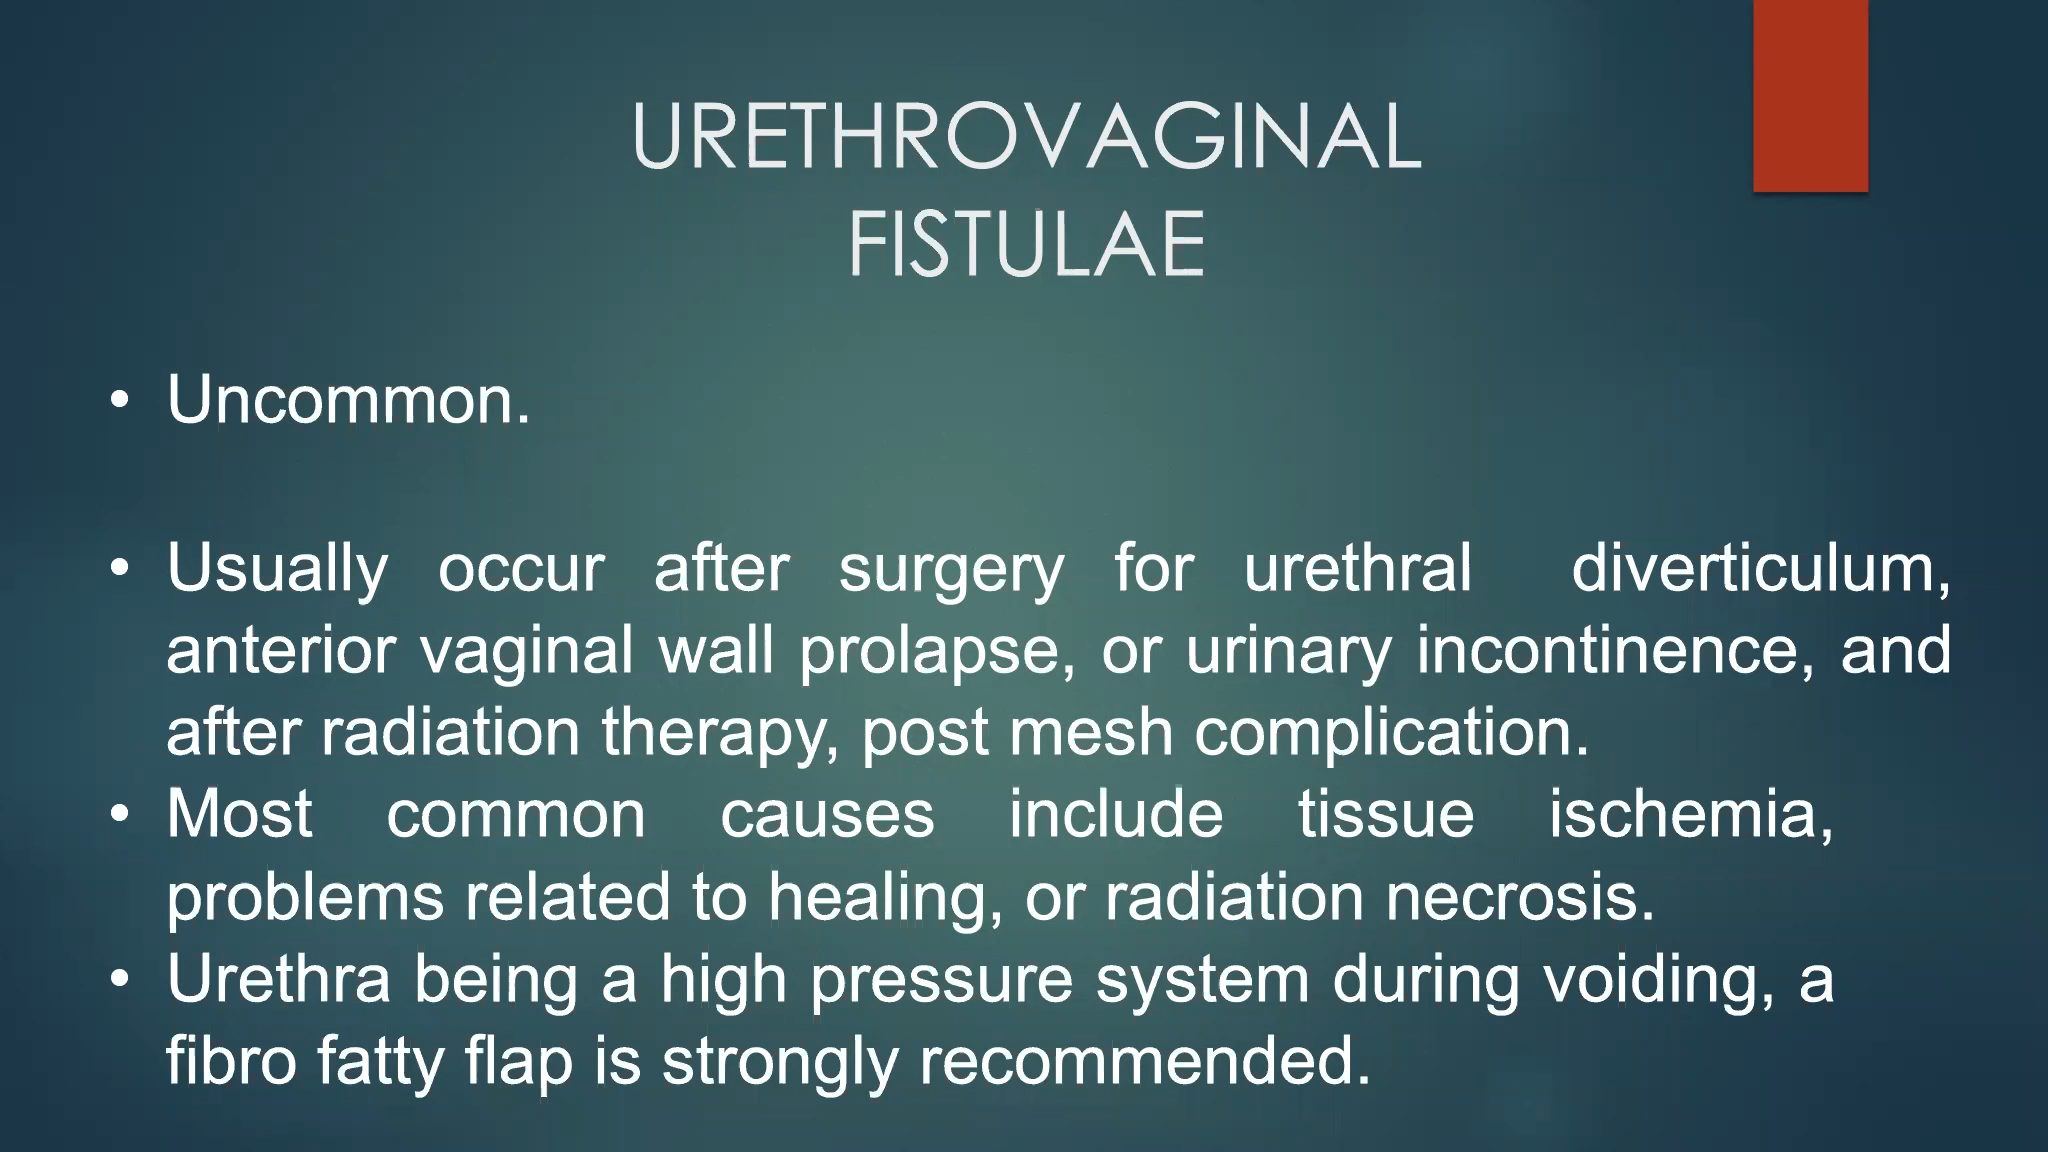 URETHROVAGINAL
FISTULAE
• Uncommon.
• Usually occur after surgery for urethral diverticulum,
anterior vaginal wall prolapse, or urinary incontinence, and
after radiation therapy, post mesh complication.
• Most common causes include tissue ischemia,
problems related to healing, or radiation necrosis.
• Urethra being a high pressure system during voiding, a
fibro fatty flap is strongly recommended.